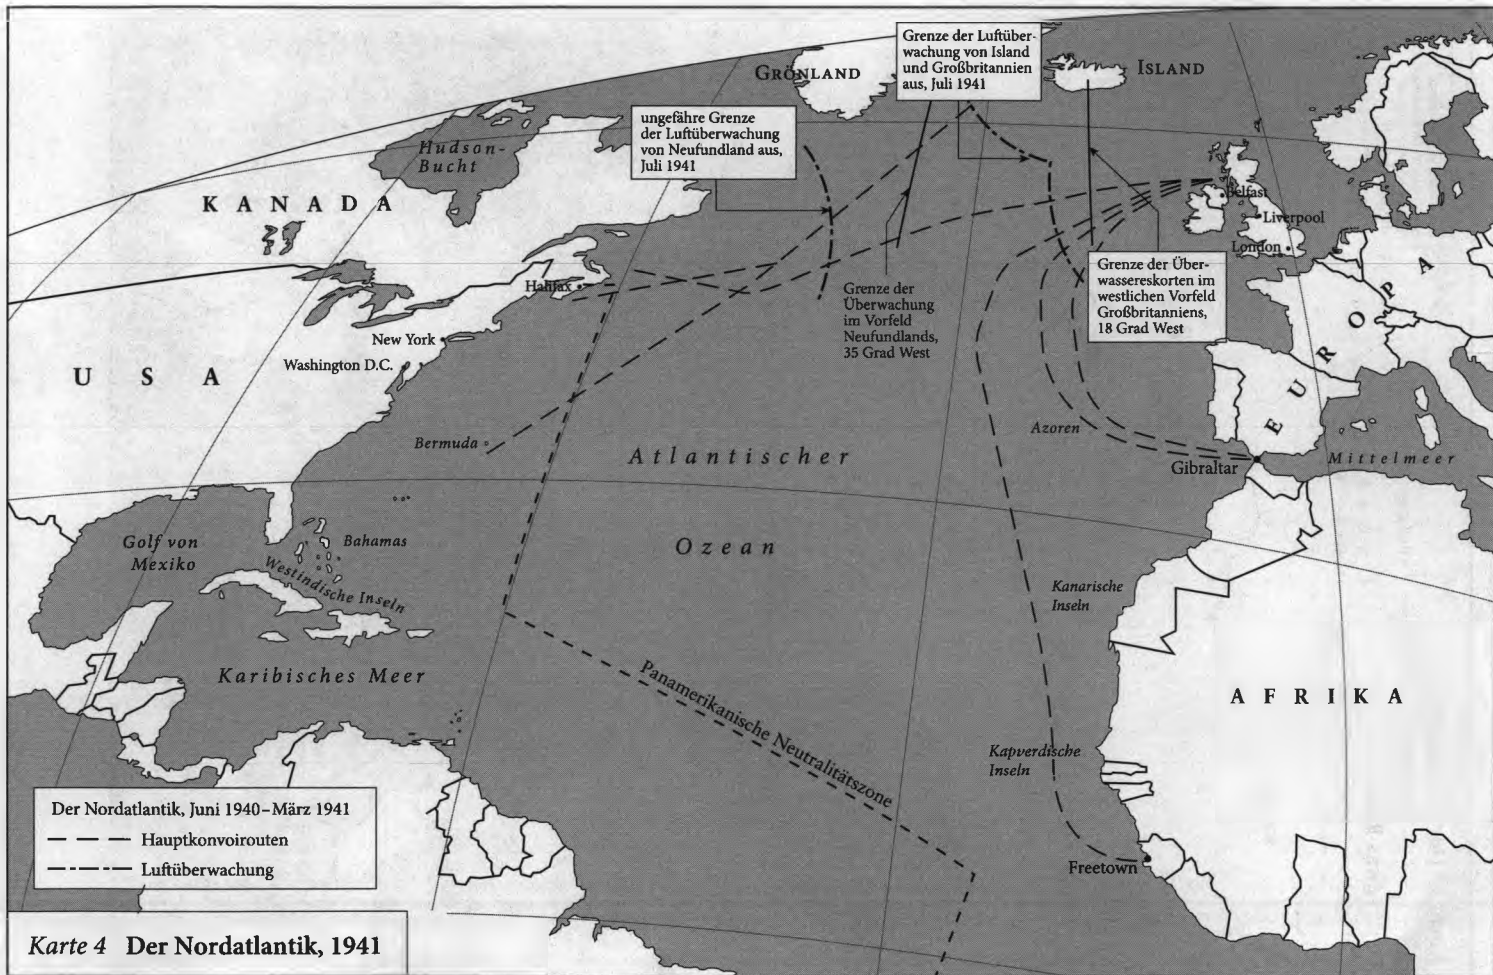 Grenze der Luftüber-
wachung von Island
und Großbritannien
aus, Juli 1941
GRÖNLAND
ISLAND
ungefähre Grenze
der Luftüberwachung
von Neufundland aus,
Juli 1941
Hudson-
Bucht
KANADA
Belfast
Liverpool
London
Grenze der Über-
wassereskorten im
westlichen Vorfeld
Großbritanniens,
18 Grad West
Grenze der
Überwachung
im Vorfeld
Neufundlands,
35 Grad West
Halifax
New York
Washington D.C.
USA
EUROPA
Bermuda
Azoren
Atlantischer
Ozean
Gibraltar
Mittelmeer
Golf von
Mexiko
Bahamas
Westindische Inseln
Kanarische
Inseln
Karibisches Meer
Panamerikanische Neutralitätszone
AFRIKA
Kapverdische
Inseln
Freetown
Der Nordatlantik, Juni 1940–März 1941
Hauptkonvoirouten
Luftüberwachung
Karte 4 Der Nordatlantik, 1941